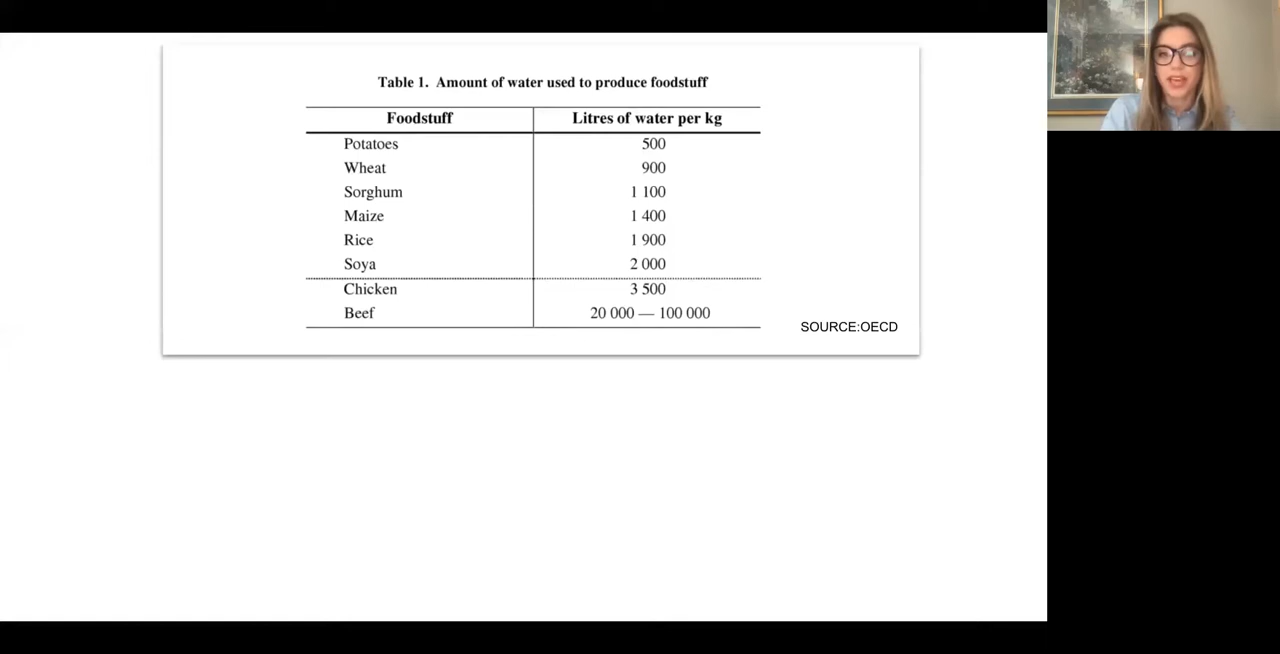 Table 1. Amount of water used to produce foodstuff
Foodstuff Litres of water per kg
Potatoes 500
Wheat 900
Sorghum 1 100
Maize 1 400
Rice 1 900
Soya 2 000
Chicken 3 500
Beef 20 000 — 100 000
SOURCE:OECD